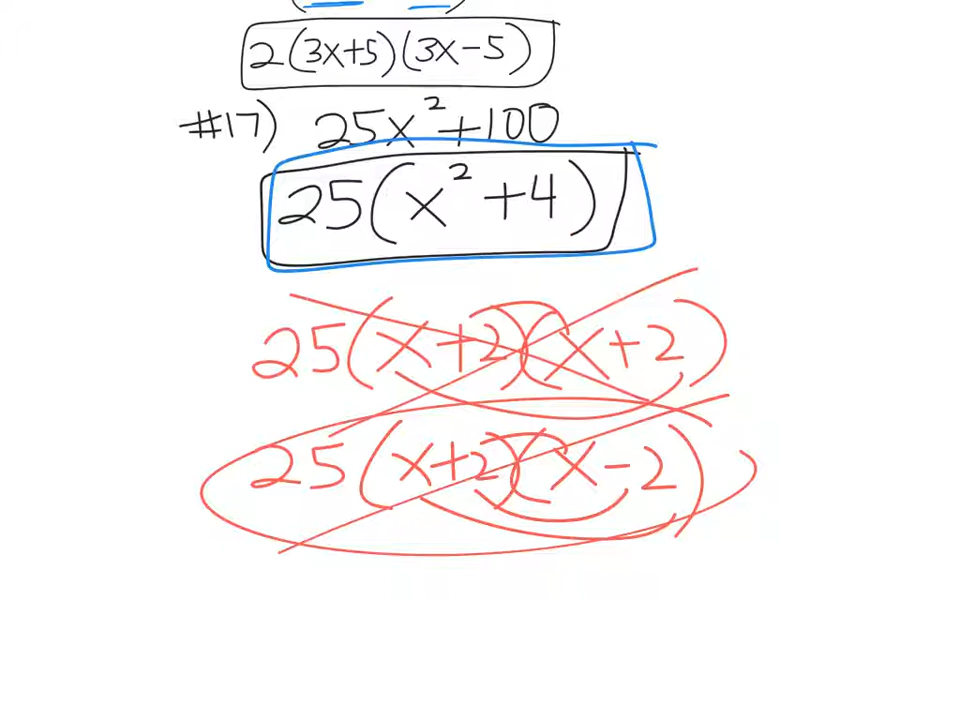 2(3x+5)(3x-5)
#17) 25x²+100
25(x²+4)
25(x+2)(x+2)
25(x+2)(x-2)